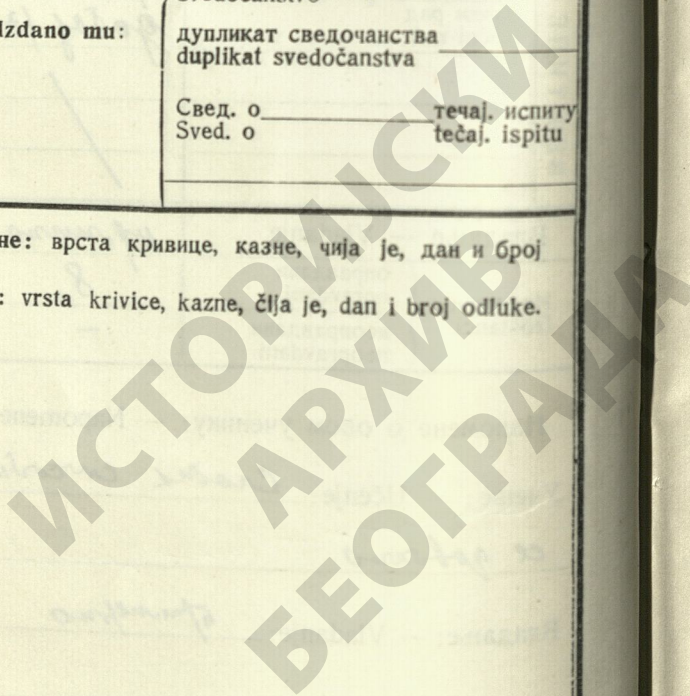 Izdano mu:
дупликат сведочанства
duplikat svedočanstva
Свед. о течај. испиту
Sved. o tečaj. ispitu
не: врста кривице, казне, чија је, дан и број
: vrsta krivice, kazne, čija je, dan i broj odluke.
ИСТОРИЈСКИ
АРХИВ
БЕОГРАДА